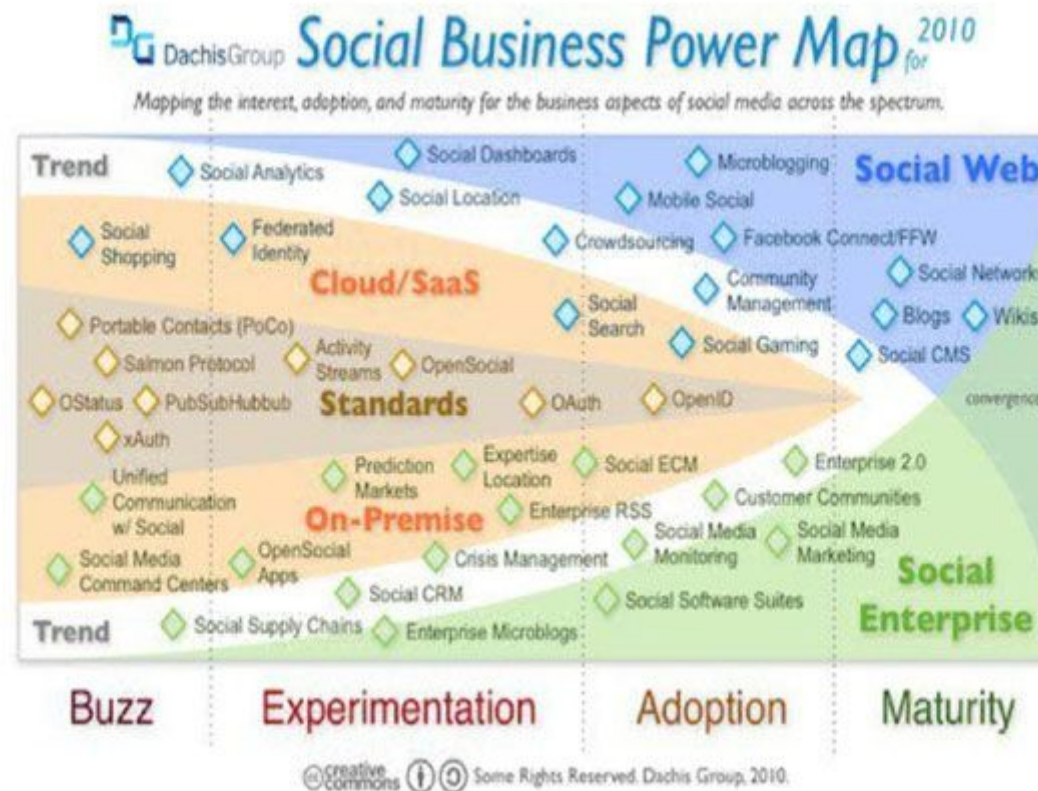 DG DachisGroup Social Business Power Map for 2010
Mapping the interest, adoption, and maturity for the business aspects of social media across the spectrum.
Trend
Social Analytics
Social Dashboards
Microblogging
Social Web
Social Location
Mobile Social
Social
Shopping
Federated
Identity
Crowdsourcing
Facebook Connect/FFW
Cloud/SaaS
Community
Management
Social Network
Social
Search
Blogs
Wikis
Portable Contacts (PoCo)
Social Gaming
Social CMS
Salmon Protocol
Activity
Streams
OpenSocial
OStatus
PubSubHubbub
Standards
OAuth
OpenID
convergence
xAuth
Unified
Communication
w/ Social
Prediction
Markets
Expertise
Location
Social ECM
Enterprise 2.0
On-Premise
Enterprise RSS
Customer Communities
Social Media
Command Centers
OpenSocial
Apps
Crisis Management
Social Media
Monitoring
Social Media
Marketing
Social
Enterprise
Social CRM
Social Software Suites
Trend
Social Supply Chains
Enterprise Microblogs
Buzz
Experimentation
Adoption
Maturity
cc creative
commons
Some Rights Reserved. Dachis Group, 2010.